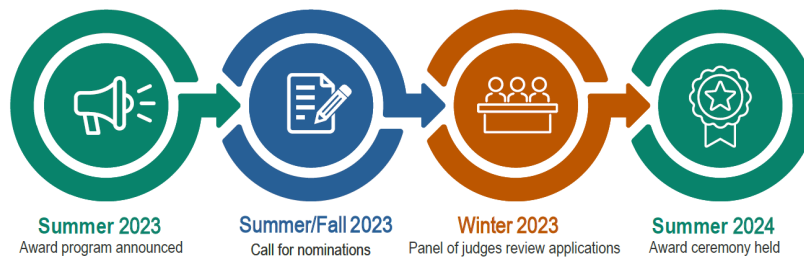 Summer 2023
Award program announced
Summer/Fall 2023
Call for nominations
Winter 2023
Panel of judges review applications
Summer 2024
Award ceremony held